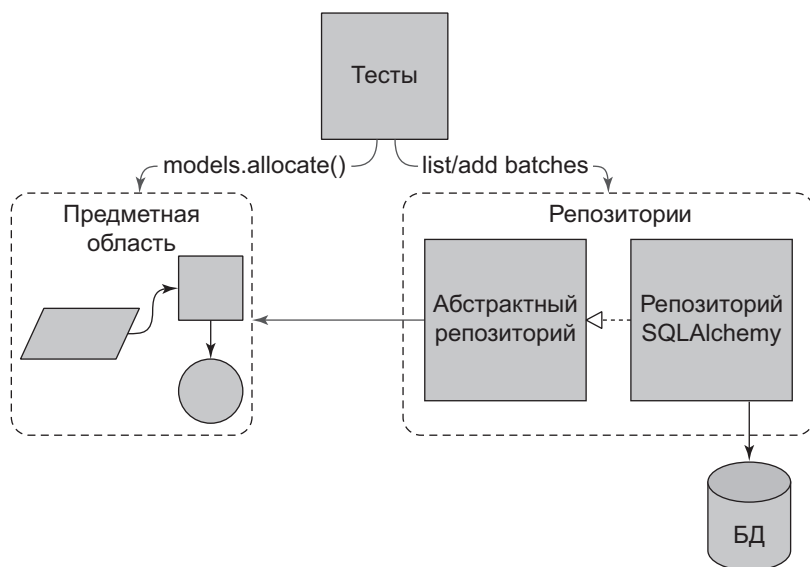 Тесты
models.allocate()
list/add batches
Предметная
область
Репозитории
Абстрактный
репозиторий
Репозиторий
SQLAlchemy
БД